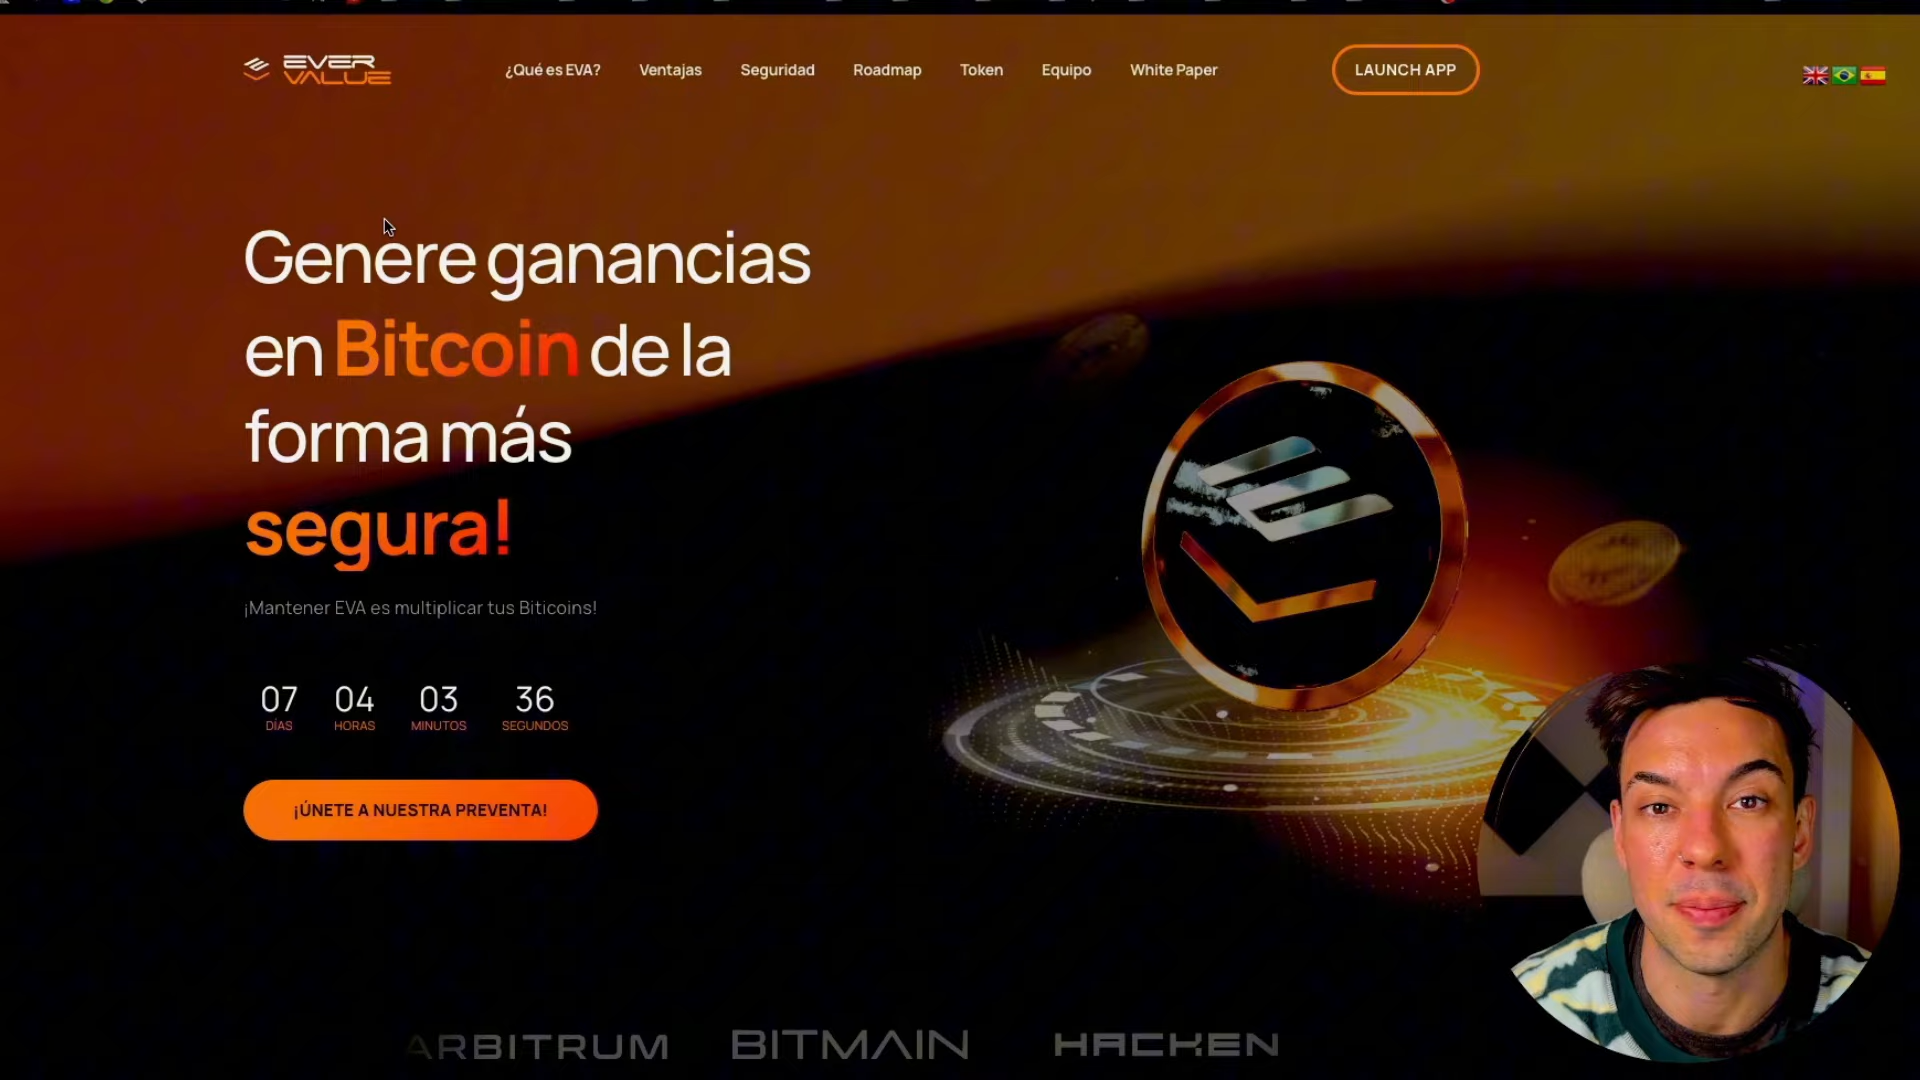 EVER
VALUE
¿Qué es EVA?
Ventajas
Seguridad
Roadmap
Token
Equipo
White Paper
LAUNCH APP
Genere ganancias
en Bitcoin de la
forma más
segura!
¡Mantener EVA es multiplicar tus Biticoins!
07 04 03 36
DÍAS HORAS MINUTOS SEGUNDOS
¡ÚNETE A NUESTRA PREVENTA!
ARBITRUM BITMAIN HACKEN